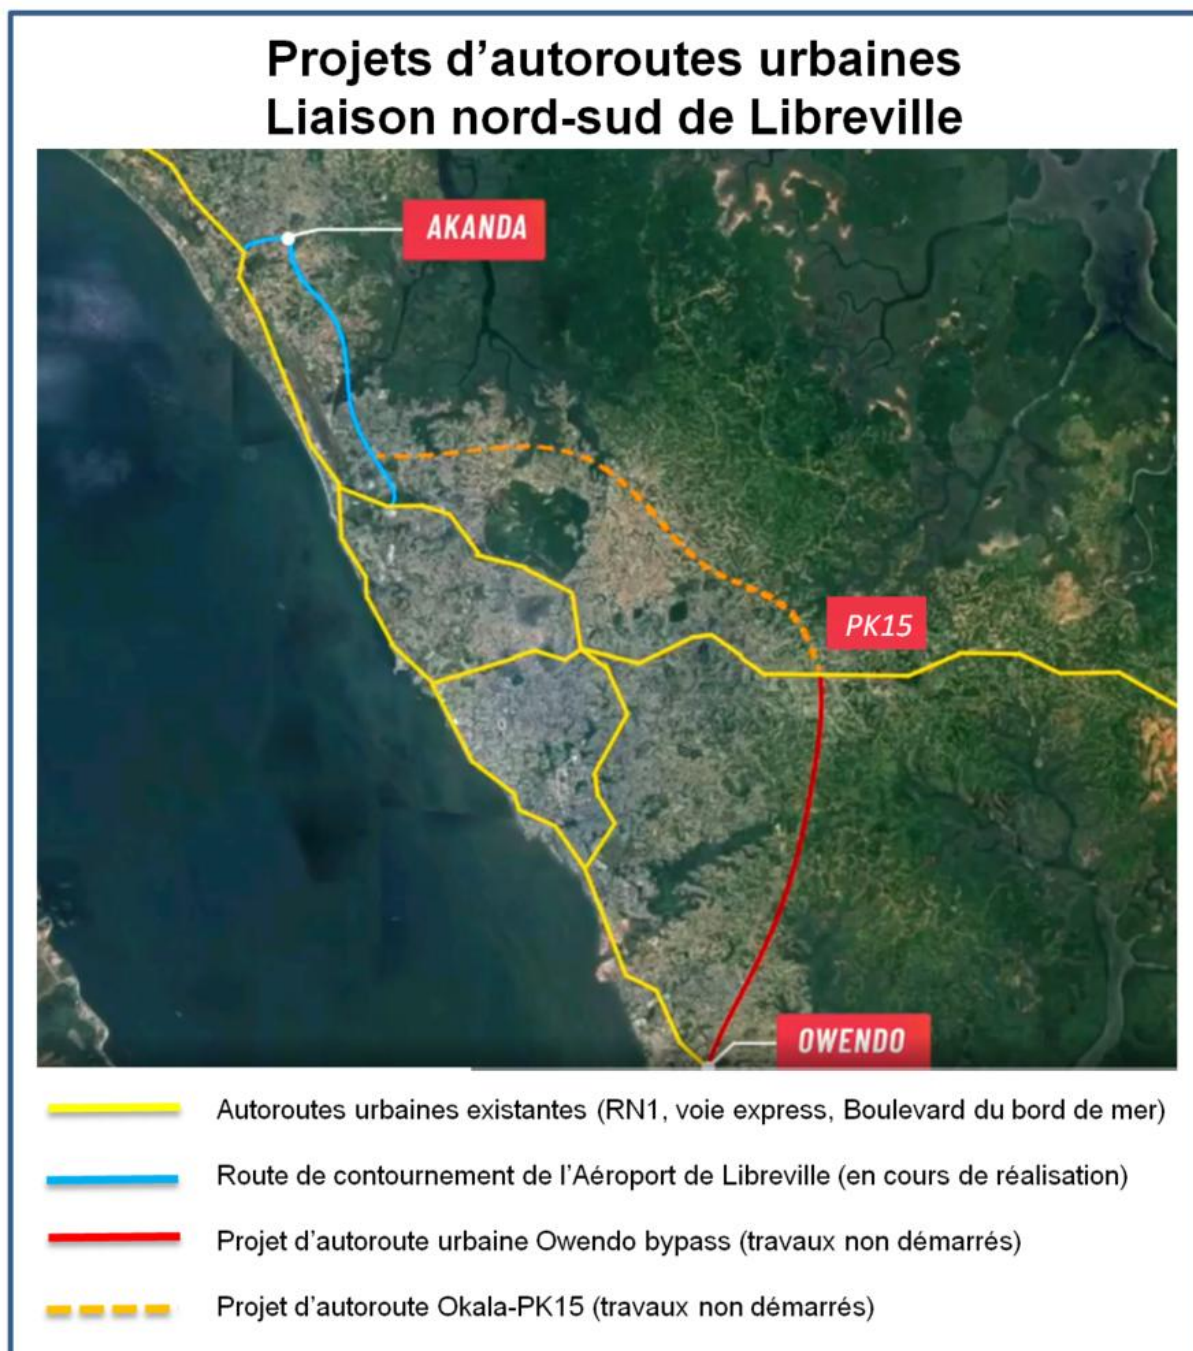 Projets d’autoroutes urbaines
Liaison nord-sud de Libreville
AKANDA
PK15
OWENDO
Autoroutes urbaines existantes (RN1, voie express, Boulevard du bord de mer)
Route de contournement de l’Aéroport de Libreville (en cours de réalisation)
Projet d’autoroute urbaine Owendo bypass (travaux non démarrés)
Projet d’autoroute Okala-PK15 (travaux non démarrés)